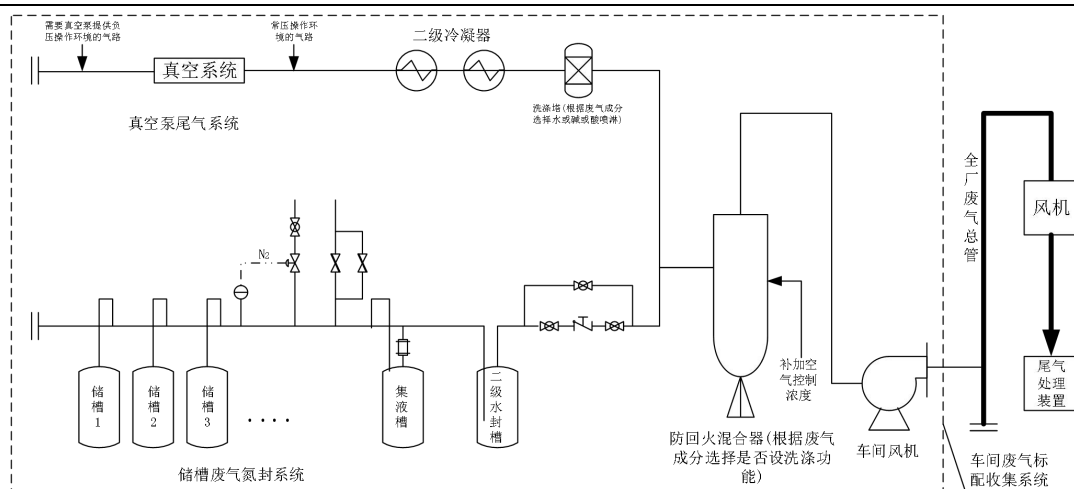 需要真空泵提供负
压操作环境的气路
常压操作环
境的气路
二级冷凝器
真空系统
洗涤塔(根据废气成分
选择水或碱或酸喷淋)
真空泵尾气系统
全厂废气总管
风机
N2
补加空
气控制
浓度
尾气
处理
装置
储槽1
储槽2
储槽3
....
集液槽
二级水封槽
防回火混合器(根据废气
成分选择是否设洗涤功
能)
车间风机
车间废气标
配收集系统
储槽废气氮封系统